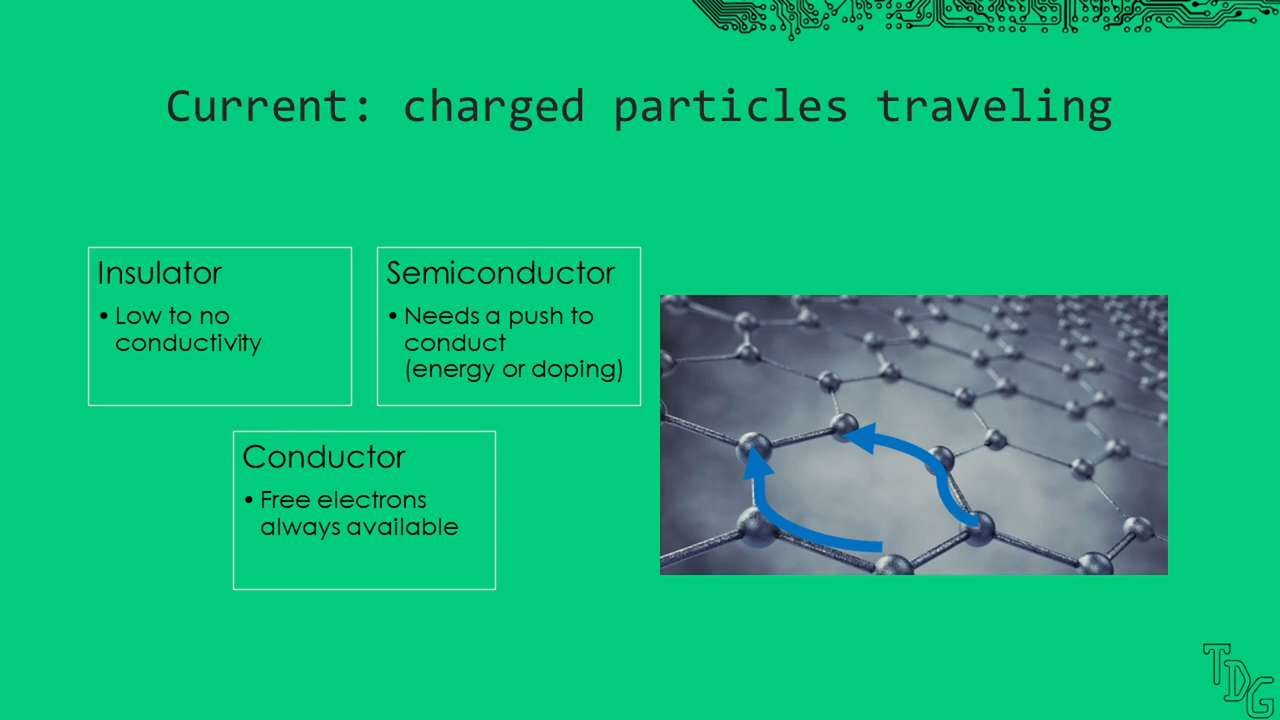 Current: charged particles traveling
Insulator
• Low to no
conductivity
Semiconductor
• Needs a push to
conduct
(energy or doping)
Conductor
• Free electrons
always available
TDG